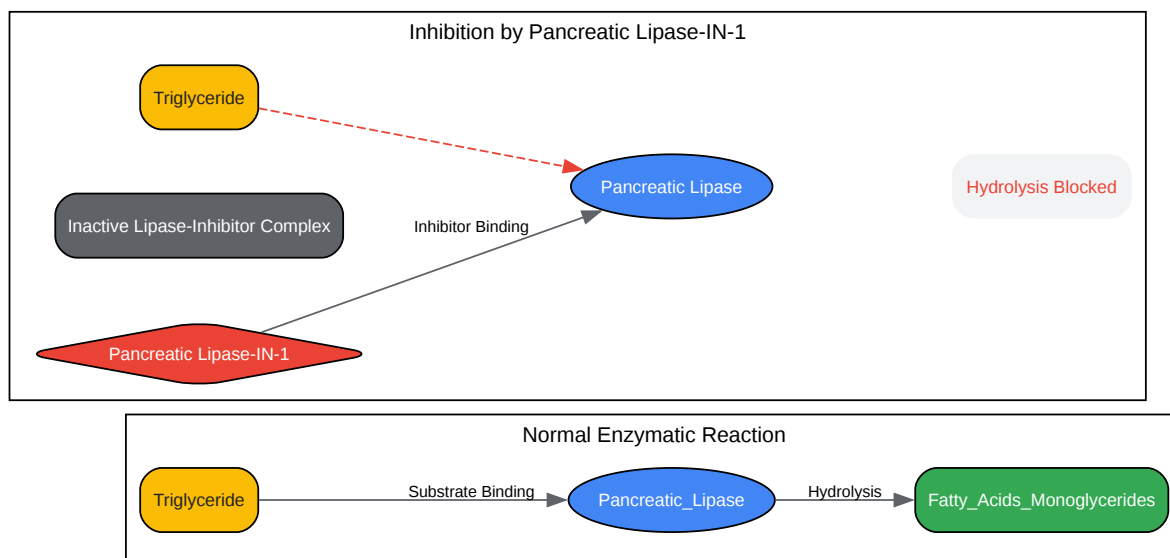 Inhibition by Pancreatic Lipase-IN-1
Triglyceride
Pancreatic Lipase
Hydrolysis Blocked
Inactive Lipase-Inhibitor Complex
Inhibitor Binding
Pancreatic Lipase-IN-1
Normal Enzymatic Reaction
Triglyceride
Substrate Binding
Pancreatic_Lipase
Hydrolysis
Fatty_Acids_Monoglycerides